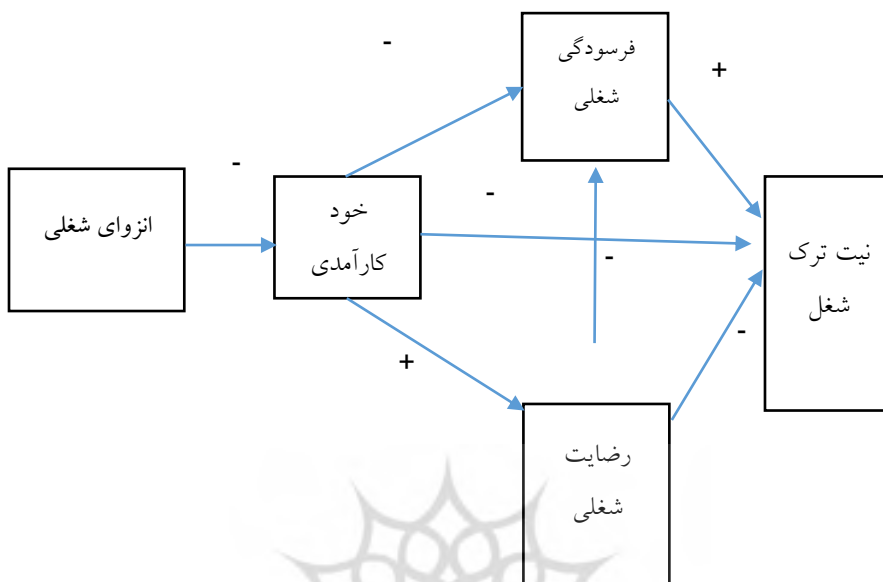 فرسودگی
شغلی
-
+
-
انزوای شغلی
خود
کارآمدی
-
-
نیت ترک
شغل
+
-
رضایت
شغلی